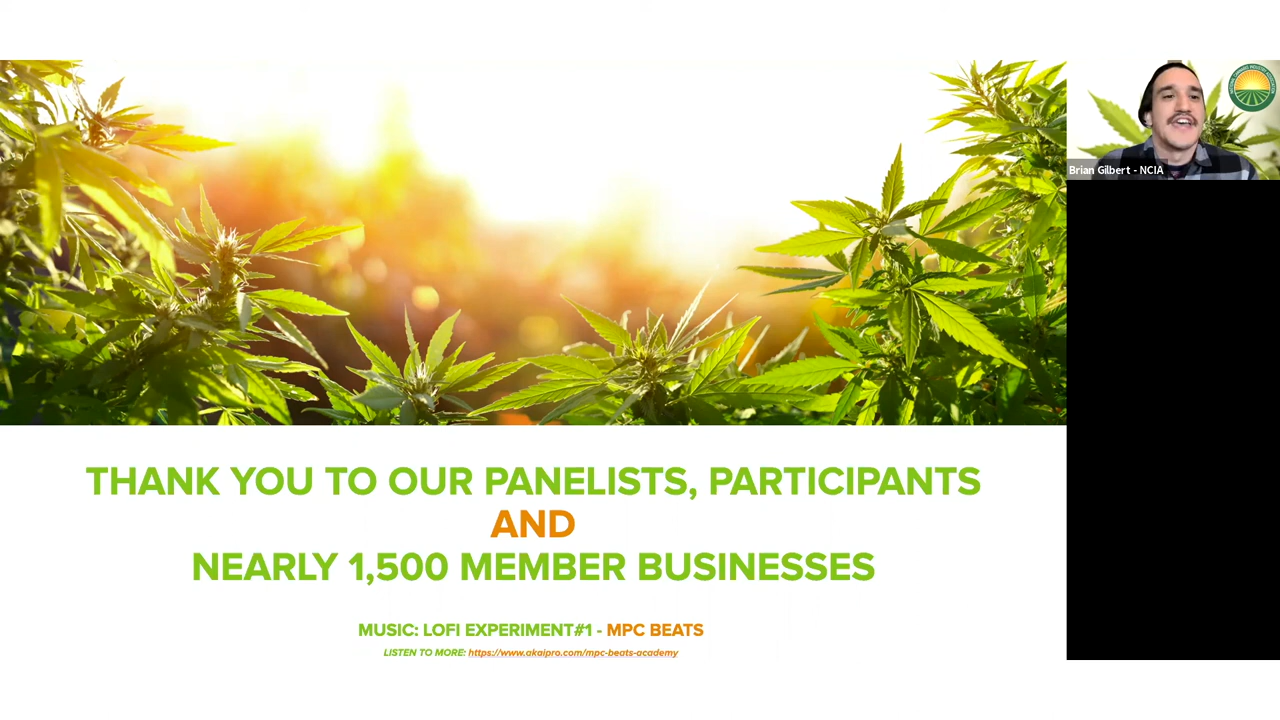 Brian Gilbert - NCIA
THANK YOU TO OUR PANELISTS, PARTICIPANTS
AND
NEARLY 1,500 MEMBER BUSINESSES
MUSIC: LOFI EXPERIMENT#1 - MPC BEATS
LISTEN TO MORE: https://www.akaipro.com/mpc-beats-academy